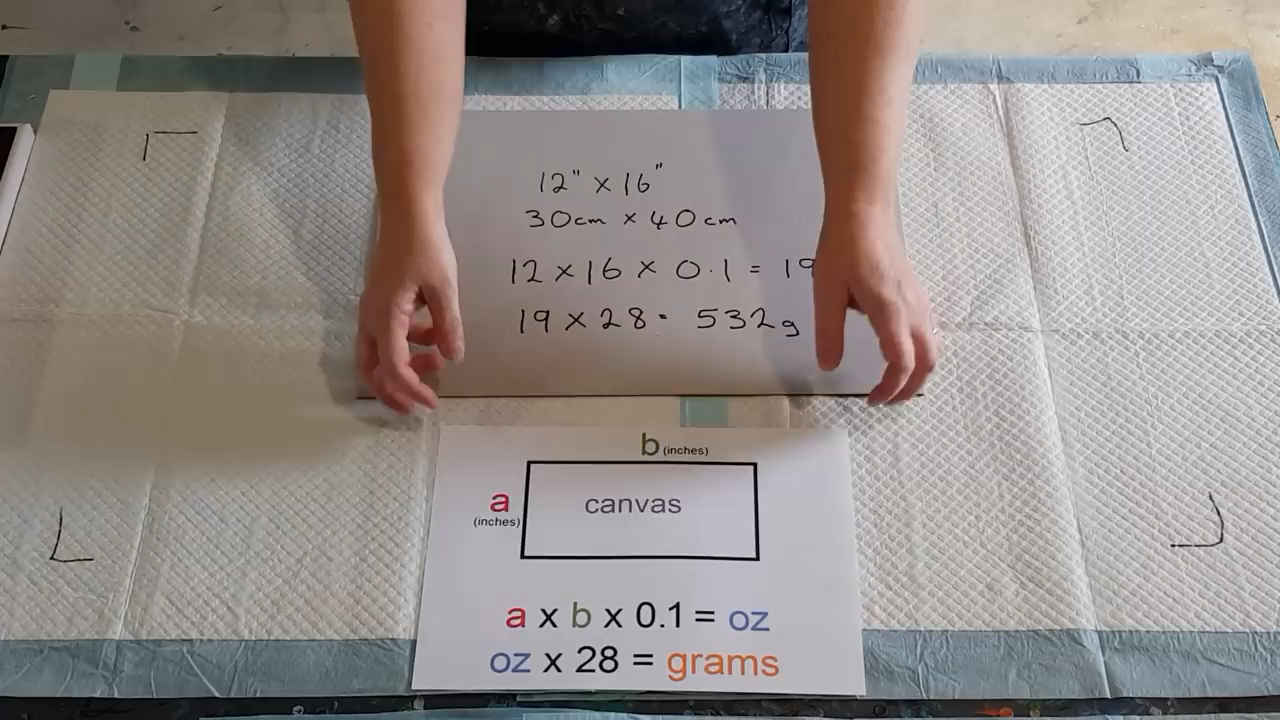 12" x 16"
30cm x 40cm
12 x 16 x 0.1 = 19
19 x 28 = 532g
b (inches)
a
(inches)
canvas
a x b x 0.1 = oz
oz x 28 = grams